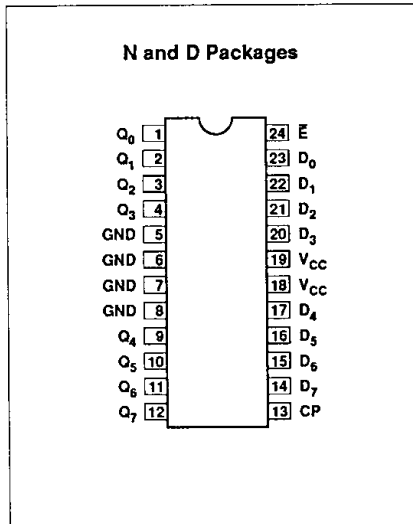 N and D Packages
Q0 1 24 E̅
Q1 2 23 D0
Q2 3 22 D1
Q3 4 21 D2
GND 5 20 D3
GND 6 19 VCC
GND 7 18 VCC
GND 8 17 D4
Q4 9 16 D5
Q5 10 15 D6
Q6 11 14 D7
Q7 12 13 CP